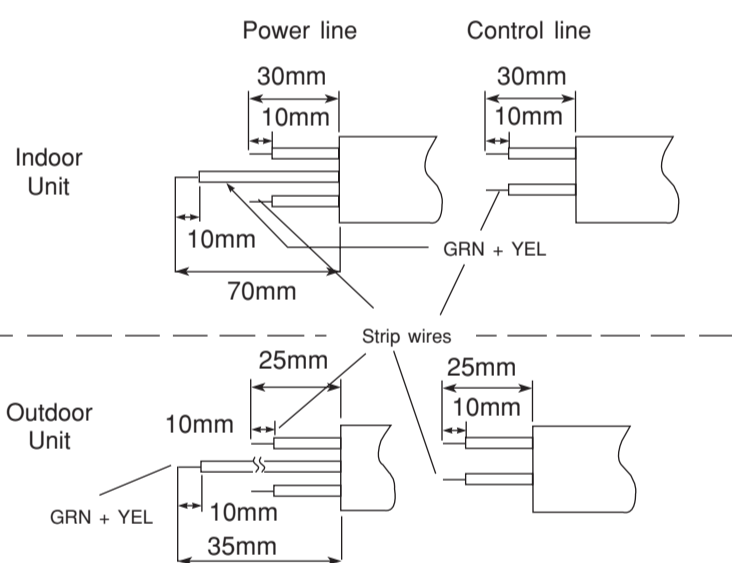 Power line
Control line
30mm
30mm
10mm
10mm
Indoor
Unit
10mm
GRN + YEL
70mm
Strip wires
25mm
25mm
Outdoor
Unit
10mm
10mm
GRN + YEL
10mm
35mm